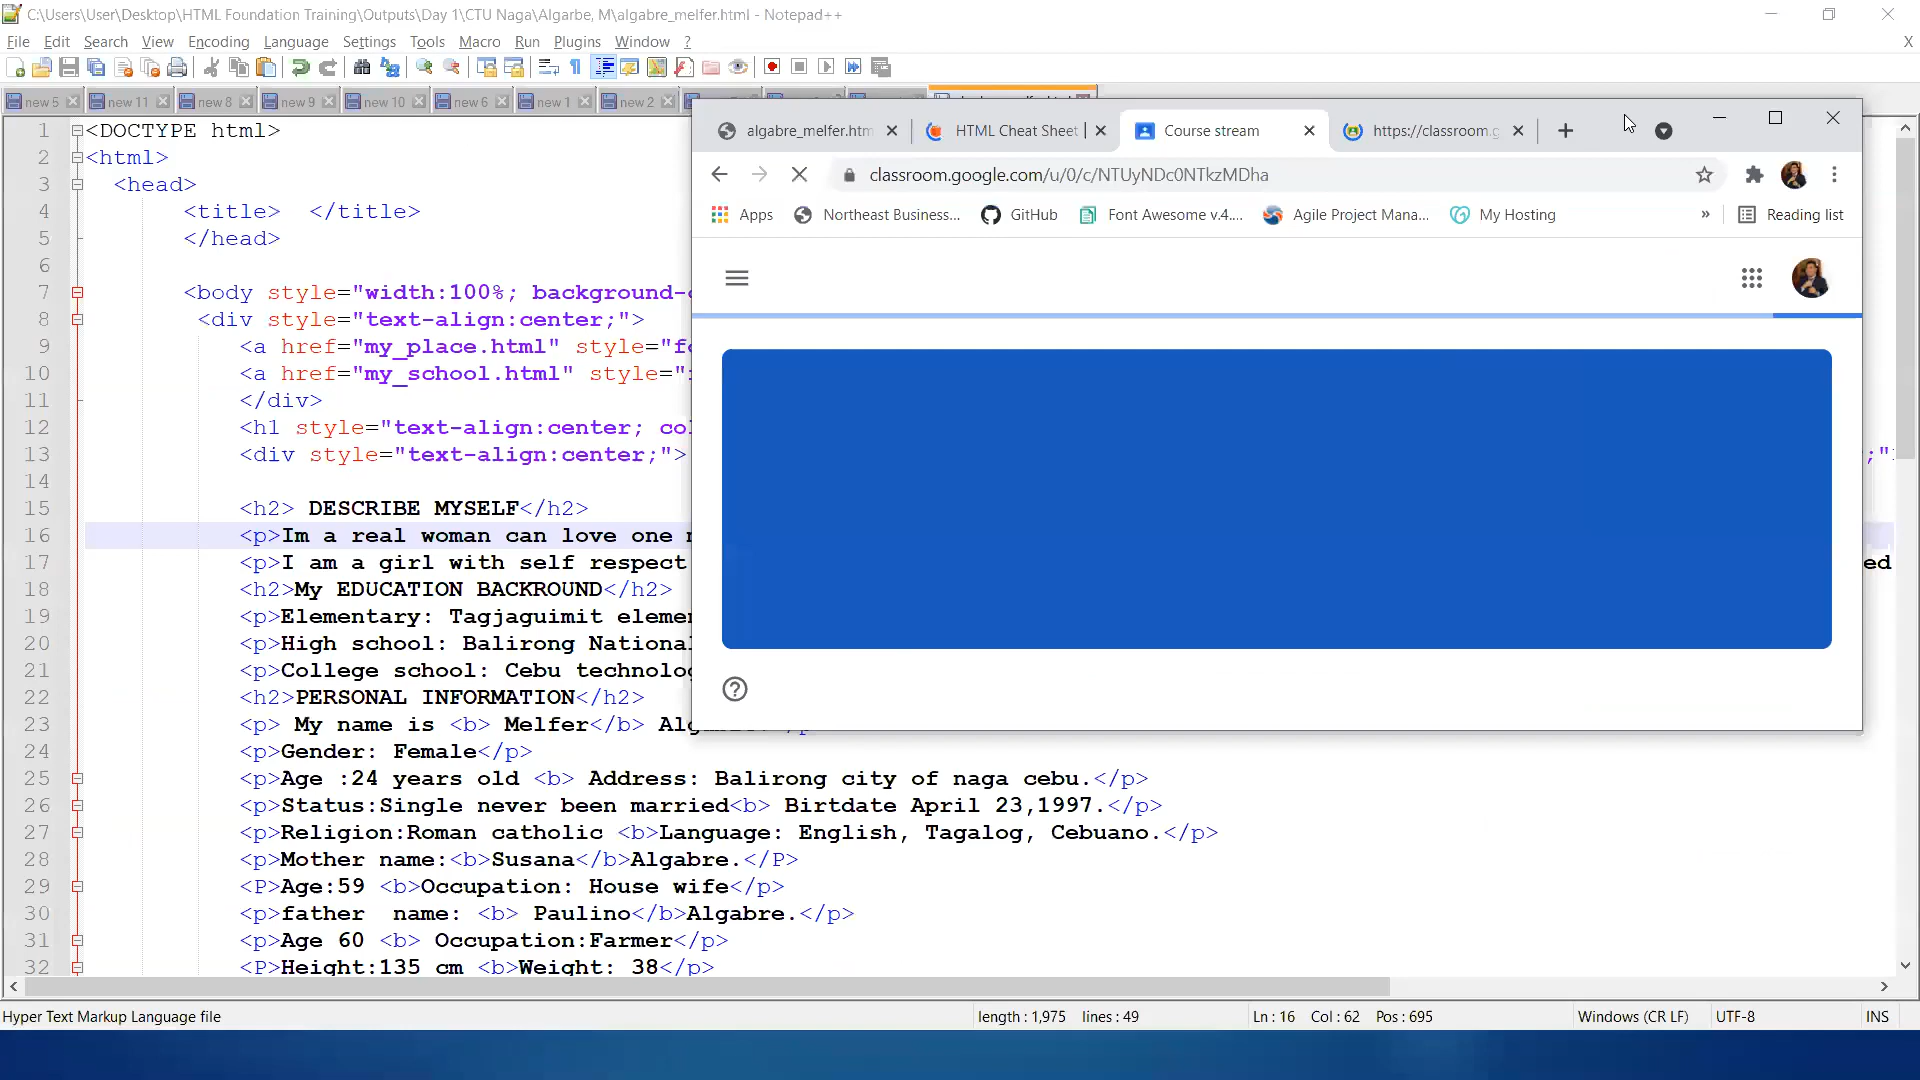 C:\Users\User\Desktop\HTML Foundation Training\Outputs\Day 1\CTU Naga\Algarbe, M\algabre_melfer.html - Notepad++
File Edit Search View Encoding Language Settings Tools Macro Run Plugins Window ? X
new 5 new 11 new 8 new 9 new 10 new 6 new 1 new 2
algabre_melfer.htm HTML Cheat Sheet | Course stream https://classroom.g
classroom.google.com/u/0/c/NTUyNDc0NTkzMDha
Apps Northeast Business... GitHub Font Awesome v.4.... Agile Project Mana... My Hosting » Reading list
1 <DOCTYPE html>
2 <html>
3 <head>
4 <title> </title>
5 </head>
6
7 <body style="width:100%; background-
8 <div style="text-align:center;">
9 <a href="my_place.html" style="
10 <a href="my_school.html" style="
11 </div>
12 <h1 style="text-align:center; col
13 <div style="text-align:center;"> ;"
14
15 <h2> DESCRIBE MYSELF</h2>
16 <p>Im a real woman can love one
17 <p>I am a girl with self respect ed
18 <h2>My EDUCATION BACKROUND</h2>
19 <p>Elementary: Tagjaguimit eleme
20 <p>High school: Balirong National
21 <p>College school: Cebu technolo
22 <h2>PERSONAL INFORMATION</h2>
23 <p> My name is <b> Melfer</b>
24 <p>Gender: Female</p>
25 <p>Age :24 years old <b> Address: Balirong city of naga cebu.</p>
26 <p>Status:Single never been married<b> Birtdate April 23,1997.</p>
27 <p>Religion:Roman catholic <b>Language: English, Tagalog, Cebuano.</p>
28 <p>Mother name:<b>Susana</b>Algabre.</P>
29 <P>Age:59 <b>Occupation: House wife</p>
30 <p>father name: <b> Paulino</b>Algabre.</p>
31 <p>Age 60 <b> Occupation:Farmer</p>
32 <P>Height:135 cm <b>Weight: 38</p>
Hyper Text Markup Language file length : 1,975 lines : 49 Ln : 16 Col : 62 Pos : 695 Windows (CR LF) UTF-8 INS